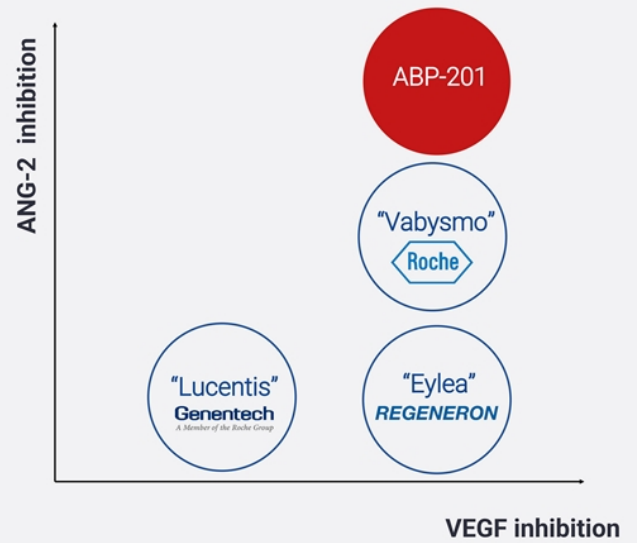 ANG-2 inhibition
ABP-201
“Vabysmo”
Roche
“Lucentis”
Genentech
A Member of the Roche Group
“Eylea”
REGENERON
VEGF inhibition